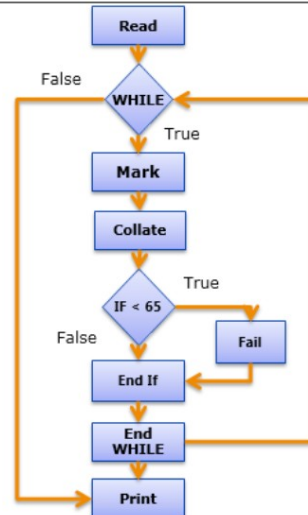 Read
False
WHILE
True
Mark
Collate
True
IF < 65
False
Fail
End If
End
WHILE
Print